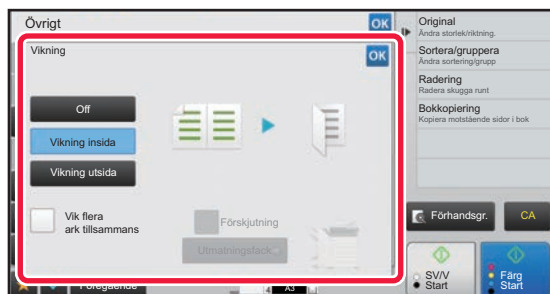 Övrigt
OK
Vikning
OK
Off
Vikning insida
Vikning utsida
Vik flera
ark tillsammans
Förskjutning
Utmatningsfack
Föregående
4
A3
Original
Ändra storlek/riktning.
Sortera/gruppera
Ändra sortering/grupp
Radering
Radera skugga runt
Bokkopiering
Kopiera motstående sidor i bok
Förhandsgr.
CA
SV/V
Start
Färg
Start